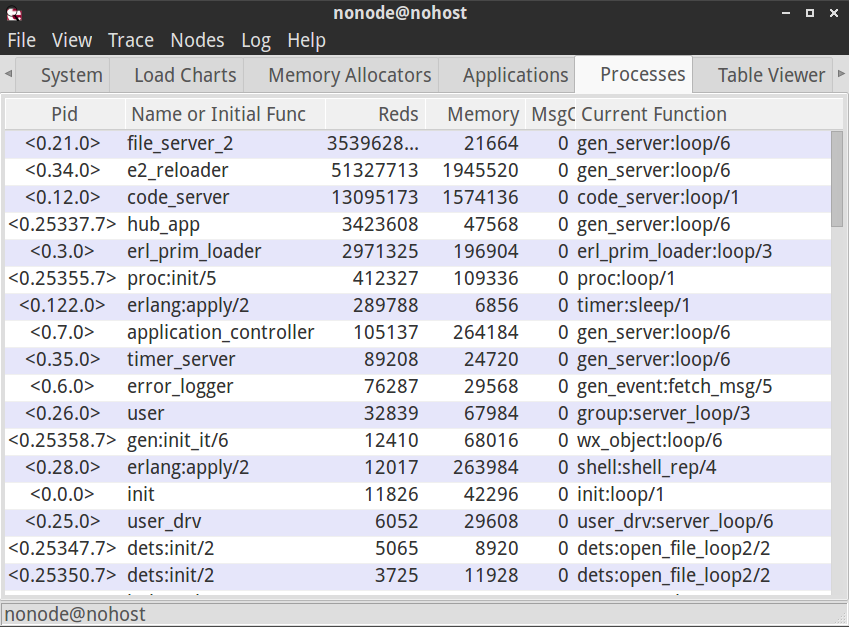 nonode@nohost
File View Trace Nodes Log Help
System Load Charts Memory Allocators Applications Processes Table Viewer
Pid Name or Initial Func Reds Memory MsgQ Current Function
<0.21.0> file_server_2 3539628... 21664 0 gen_server:loop/6
<0.34.0> e2_reloader 51327713 1945520 0 gen_server:loop/6
<0.12.0> code_server 13095173 1574136 0 code_server:loop/1
<0.25337.7> hub_app 3423608 47568 0 gen_server:loop/6
<0.3.0> erl_prim_loader 2971325 196904 0 erl_prim_loader:loop/3
<0.25355.7> proc:init/5 412327 109336 0 proc:loop/1
<0.122.0> erlang:apply/2 289788 6856 0 timer:sleep/1
<0.7.0> application_controller 105137 264184 0 gen_server:loop/6
<0.35.0> timer_server 89208 24720 0 gen_server:loop/6
<0.6.0> error_logger 76287 29568 0 gen_event:fetch_msg/5
<0.26.0> user 32839 67984 0 group:server_loop/3
<0.25358.7> gen:init_it/6 12410 68016 0 wx_object:loop/6
<0.28.0> erlang:apply/2 12017 263984 0 shell:shell_rep/4
<0.0.0> init 11826 42296 0 init:loop/1
<0.25.0> user_drv 6052 29608 0 user_drv:server_loop/6
<0.25347.7> dets:init/2 5065 8920 0 dets:open_file_loop2/2
<0.25350.7> dets:init/2 3725 11928 0 dets:open_file_loop2/2
nonode@nohost